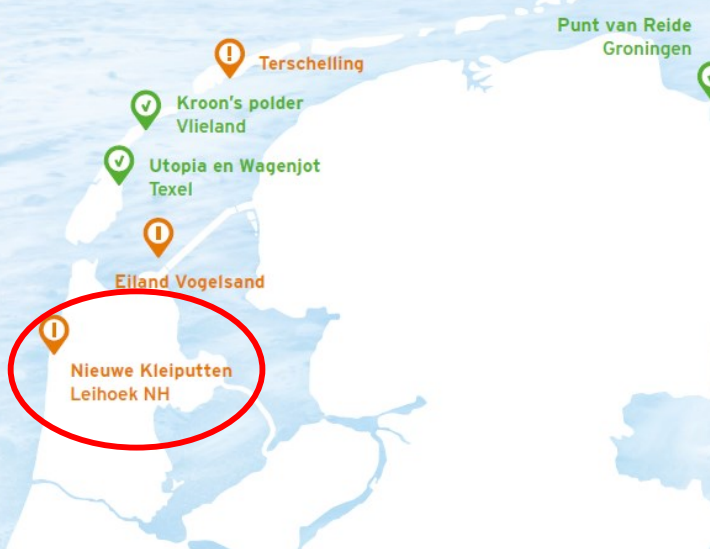 Punt van Reide
Groningen
Terschelling
Kroon's polder
Vlieland
Utopia en Wagenjot
Texel
Eiland Vogelsand
Nieuwe Kleiputten
Leihoek NH